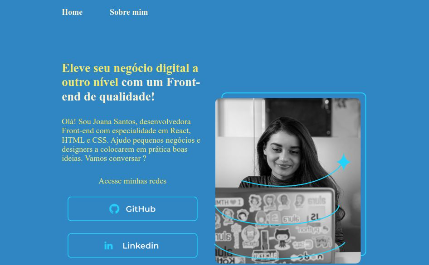 Home Sobre mim
Eleve seu negócio digital a
outro nível com um Front-
end de qualidade!
Olá! Sou Joana Santos, desenvolvedora
Front-end com especialidade em React,
HTML e CSS. Ajudo pequenos negócios e
designers a colocarem em prática boas
ideias. Vamos conversar ?
Acesse minhas redes
GitHub
Linkedin
JS